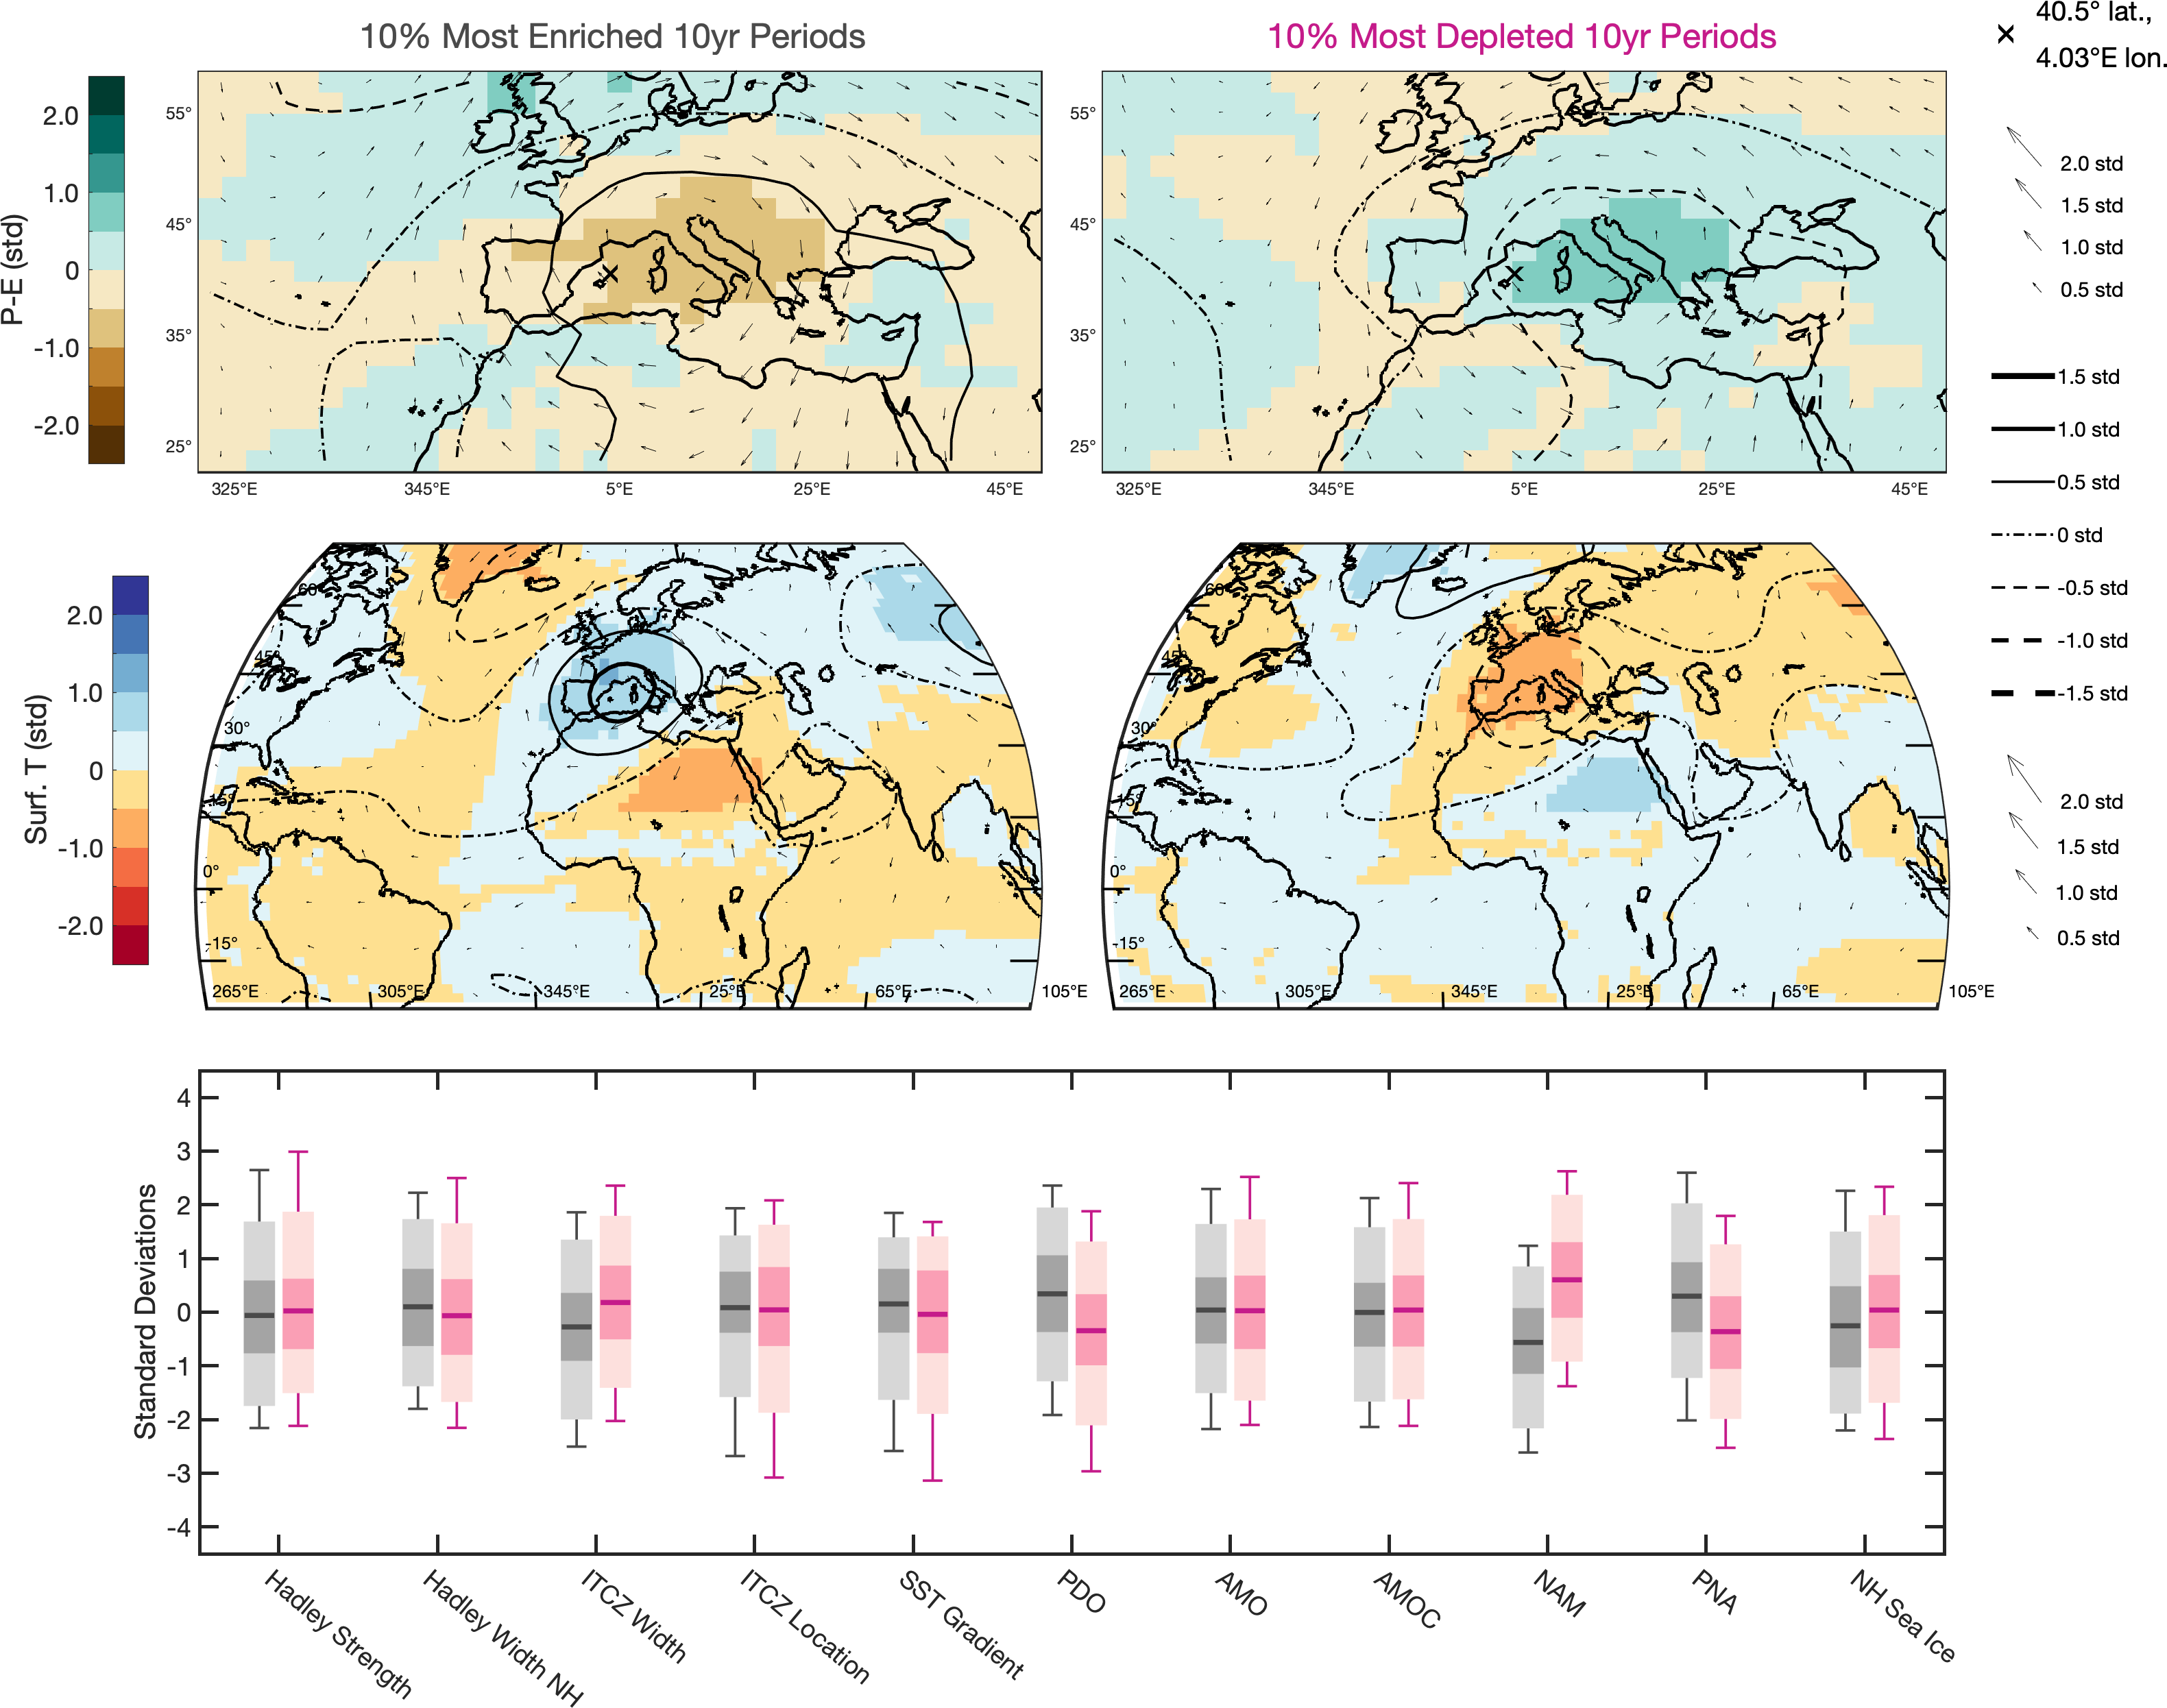 10% Most Enriched 10yr Periods
10% Most Depleted 10yr Periods
40.5° lat.,
4.03°E lon.
P-E (std)
2.0
1.0
0
-1.0
-2.0
55°
45°
35°
25°
325°E 345°E 5°E 25°E 45°E
55°
45°
35°
25°
325°E 345°E 5°E 25°E 45°E
2.0 std
1.5 std
1.0 std
0.5 std
1.5 std
1.0 std
0.5 std
0 std
-0.5 std
-1.0 std
-1.5 std
Surf. T (std)
2.0
1.0
0
-1.0
-2.0
60°
45°
30°
15°
0°
-15°
265°E 305°E 345°E 25°E 65°E 105°E
60°
45°
30°
15°
0°
-15°
265°E 305°E 345°E 25°E 65°E 105°E
2.0 std
1.5 std
1.0 std
0.5 std
Standard Deviations
4
3
2
1
0
-1
-2
-3
-4
Hadley Strength
Hadley Width NH
ITCZ Width
ITCZ Location
SST Gradient
PDO
AMO
AMOC
NAM
PNA
NH Sea Ice